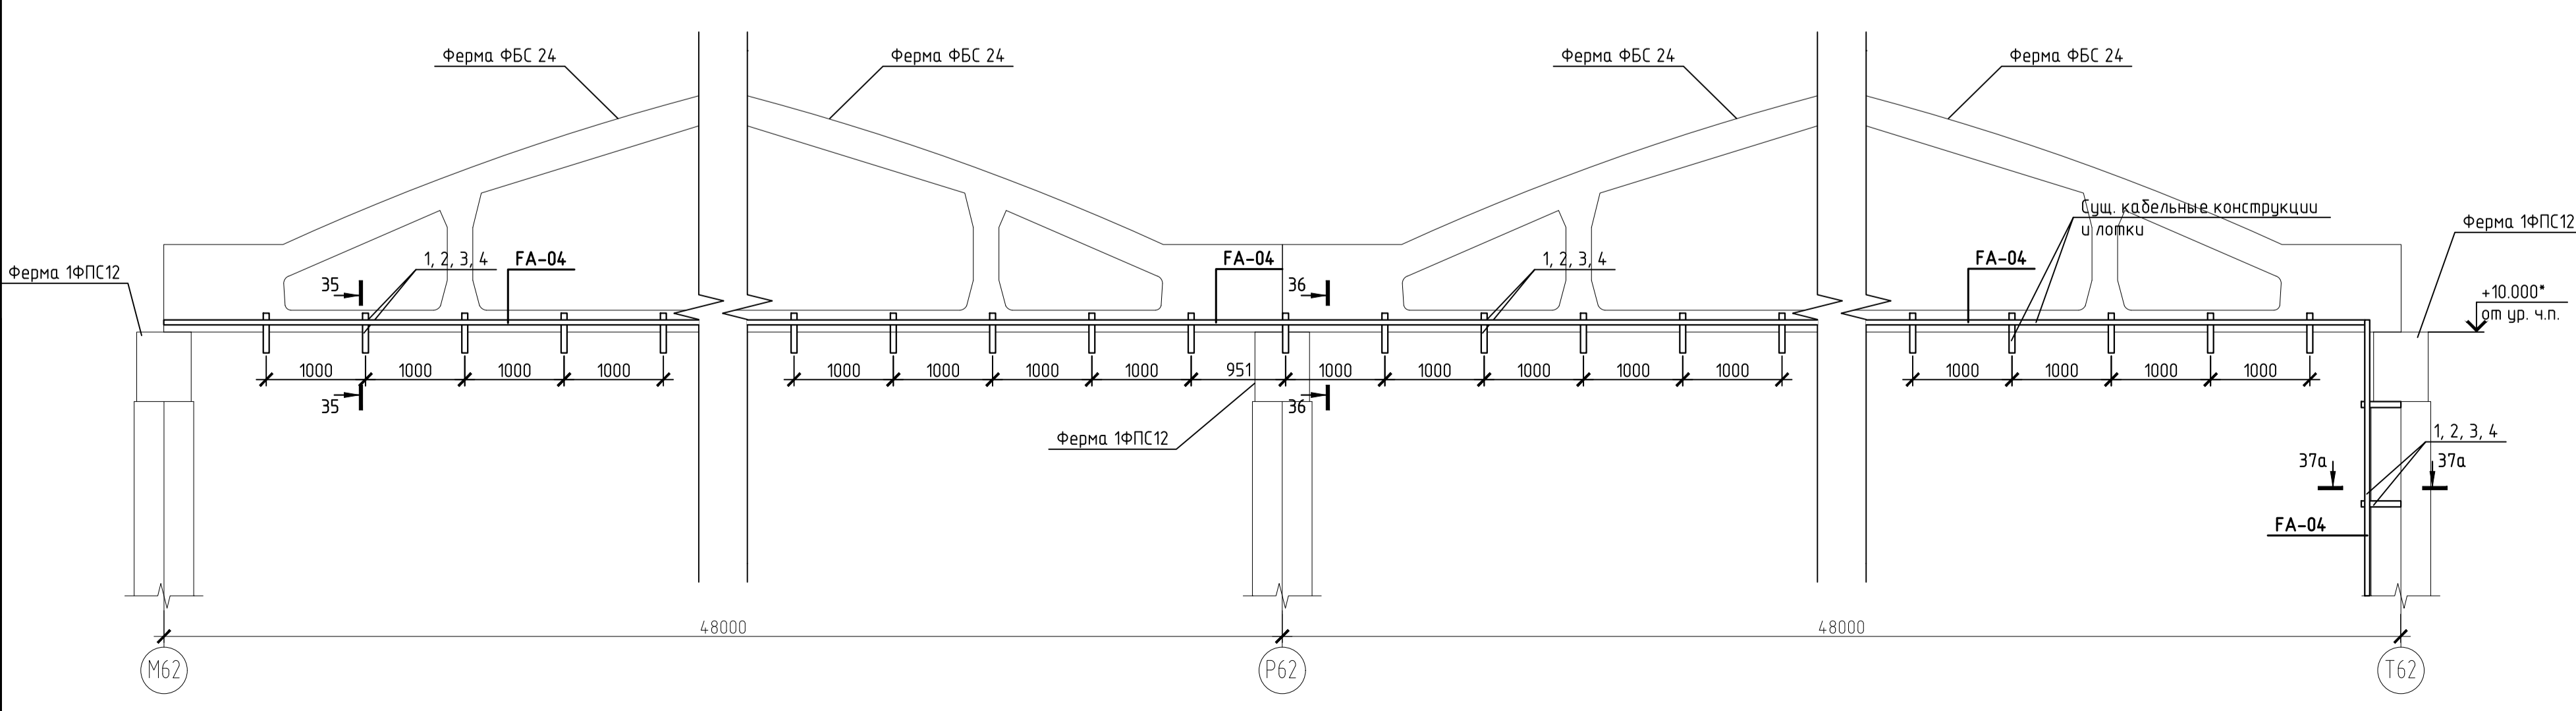 Ферма ФБС 24
Ферма ФБС 24
Ферма ФБС 24
Ферма ФБС 24
Сущ. кабельные конструкции
и лотки
Ферма 1ФПС12
Ферма 1ФПС12
1, 2, 3, 4
FA-04
FA-04
1, 2, 3, 4
FA-04
35
36
+10.000*
от ур. ч.п.
1000
1000
1000
1000
1000
1000
1000
1000
951
1000
1000
1000
1000
1000
1000
1000
1000
1000
35
36
Ферма 1ФПС12
1, 2, 3, 4
37а
37а
FA-04
48000
48000
М62
Р62
Т62